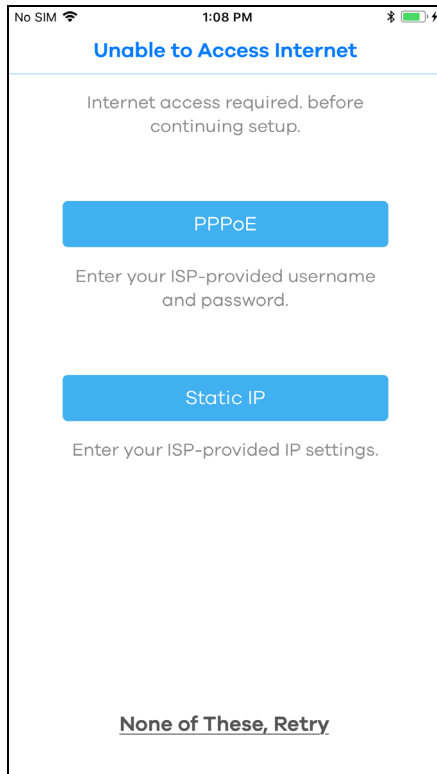 No SIM 1:08 PM
Unable to Access Internet
Internet access required. before
continuing setup.
PPPoE
Enter your ISP-provided username
and password.
Static IP
Enter your ISP-provided IP settings.
None of These, Retry